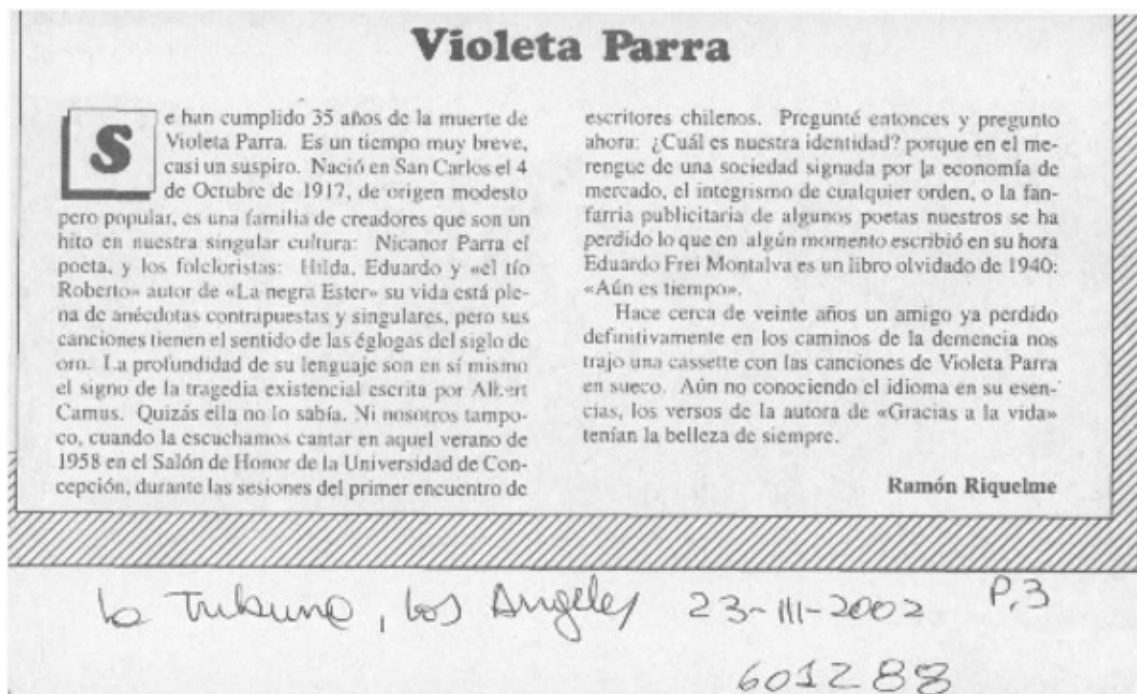 Violeta Parra
Se han cumplido 35 años de la muerte de
Violeta Parra. Es un tiempo muy breve,
casi un suspiro. Nació en San Carlos el 4
de Octubre de 1917, de origen modesto
pero popular, es una familia de creadores que son un
hito en nuestra singular cultura: Nicanor Parra el
poeta, y los folcloristas: Hilda, Eduardo y «el tío
Roberto» autor de «La negra Ester» su vida está ple-
na de anécdotas contrapuestas y singulares, pero sus
canciones tienen el sentido de las églogas del siglo de
oro. La profundidad de su lenguaje son en sí mismo
el signo de la tragedia existencial escrita por Albert
Camus. Quizás ella no lo sabía. Ni nosotros tampo-
co, cuando la escuchamos cantar en aquel verano de
1958 en el Salón de Honor de la Universidad de Con-
cepción, durante las sesiones del primer encuentro de
escritores chilenos. Pregunté entonces y pregunto
ahora: ¿Cuál es nuestra identidad? porque en el me-
rengue de una sociedad signada por la economía de
mercado, el integrismo de cualquier orden, o la fan-
farria publicitaria de algunos poetas nuestros se ha
perdido lo que en algún momento escribió en su hora
Eduardo Frei Montalva es un libro olvidado de 1940:
«Aún es tiempo».
Hace cerca de veinte años un amigo ya perdido
definitivamente en los caminos de la demencia nos
trajo una cassette con las canciones de Violeta Parra
en sueco. Aún no conociendo el idioma en su esen-
cias, los versos de la autora de «Gracias a la vida»
tenían la belleza de siempre.
Ramón Riquelme
La Tribuna, Los Angeles 23-III-2002 P.3
601288